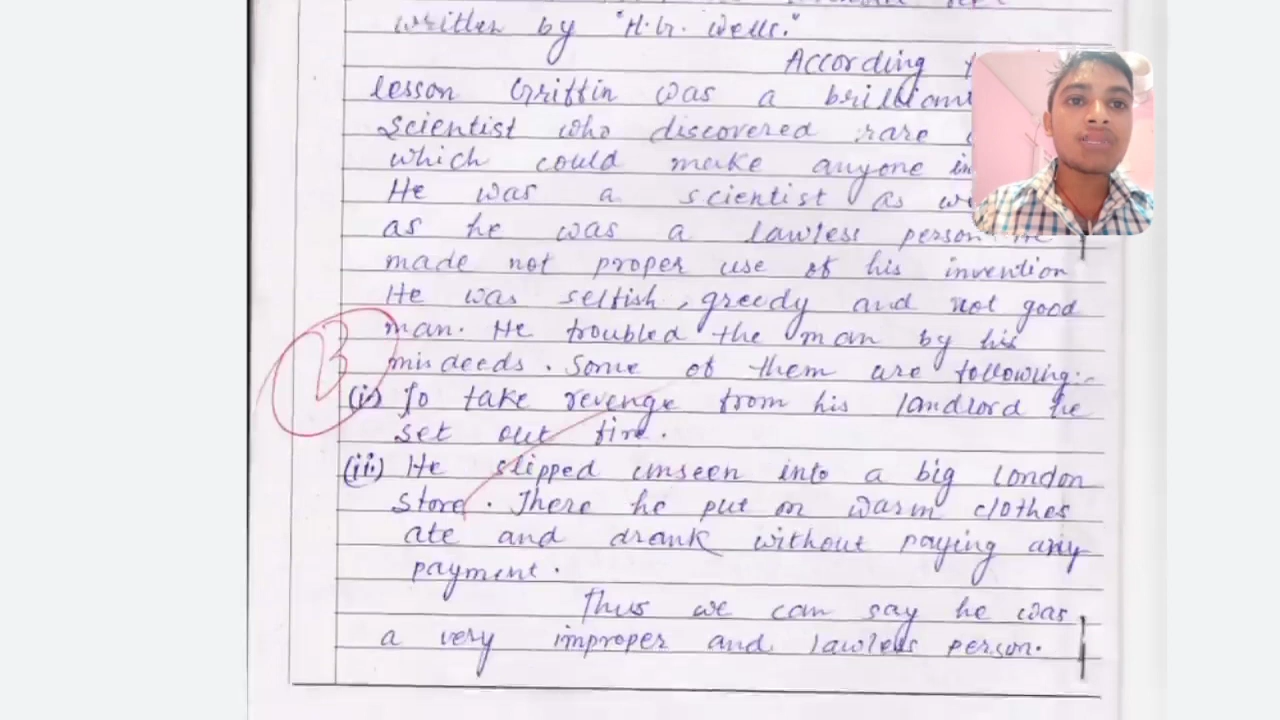 written by "H.G. Wells."
According
lesson Griffin was a brilliant
scientist who discovered rare
which could make anyone
He was a scientist as
as he was a lawless person
made not proper use of his invention
He was selfish, greedy and not good
man. He troubled the man by his
misdeeds. Some of them are following:-
3
(i) To take revenge from his landlord he
set out fire.
(ii) He slipped unseen into a big London
store. There he put on warm clothes
ate and drank without paying any
payment.
Thus we can say he was
a very improper and lawless person.